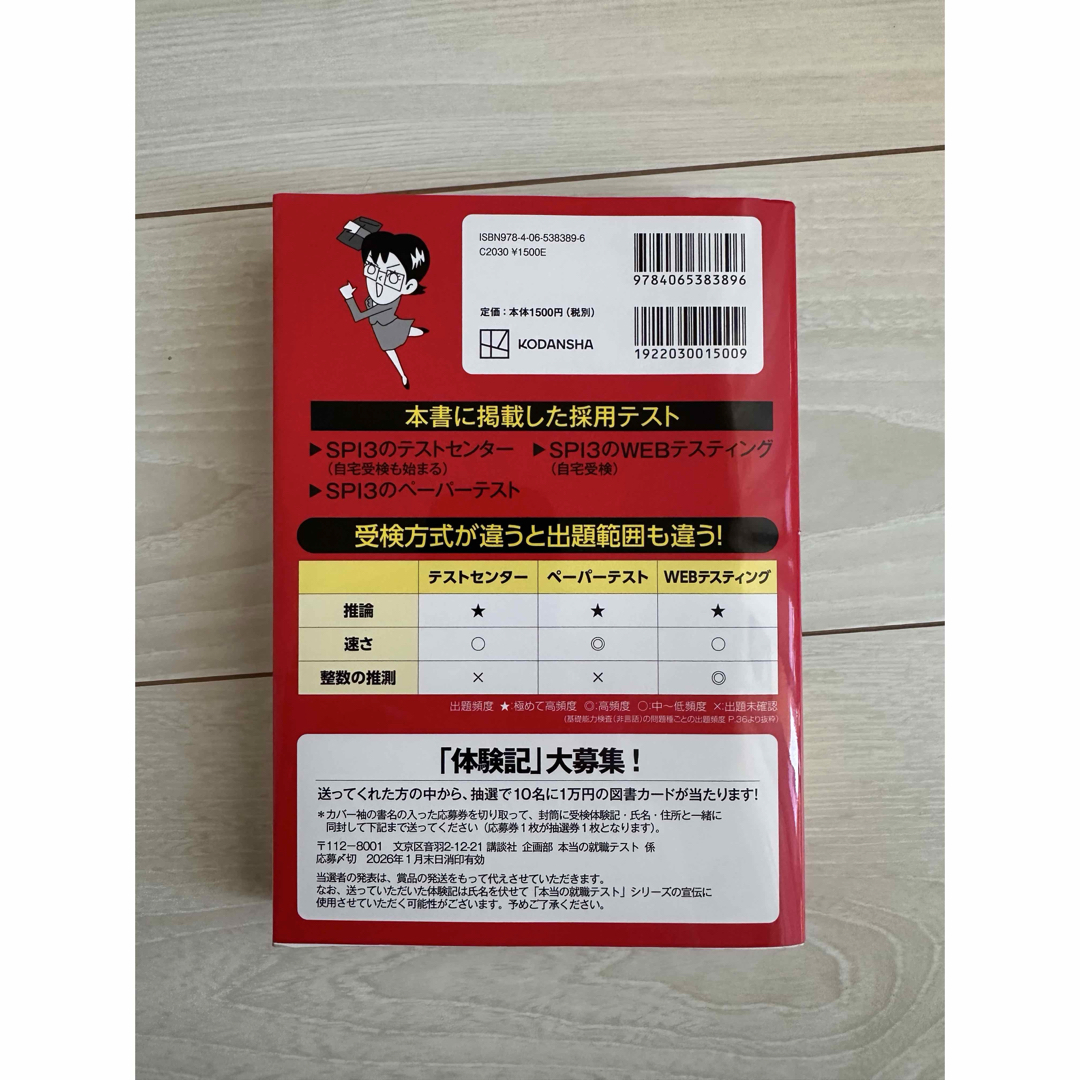 ISBN978-4-06-538389-6
C2030 ¥1500E
9784065383896
定価：本体1500円（税別）
KODANSHA
1922030015009
本書に掲載した採用テスト
▶SPI3のテストセンター
（自宅受検も始まる）
▶SPI3のWEBテスティング
（自宅受検）
▶SPI3のペーパーテスト
受検方式が違うと出題範囲も違う！
テストセンター ペーパーテスト WEBテスティング
推論 ★ ★ ★
速さ ○ ◎ ○
整数の推測 × × ◎
出題頻度 ★:極めて高頻度 ◎:高頻度 ○:中〜低頻度 ×:出題未確認
（基礎能力検査（非言語）の問題種ごとの出題頻度 P.36より抜粋）
「体験記」大募集！
送ってくれた方の中から、抽選で10名に1万円の図書カードが当たります！
＊カバー袖の書名の入った応募券を切り取って、封筒に受検体験記・氏名・住所と一緒に
同封して下記まで送ってください（応募券1枚が抽選券1枚となります）。
〒112−8001 文京区音羽2-12-21 講談社 企画部 本当の就職テスト 係
応募〆切 2026年1月末日消印有効
当選者の発表は、賞品の発送をもって代えさせていただきます。
なお、送っていただいた体験記は氏名を伏せて「本当の就職テスト」シリーズの宣伝に
使用させていただく可能性がございます。予めご了承ください。